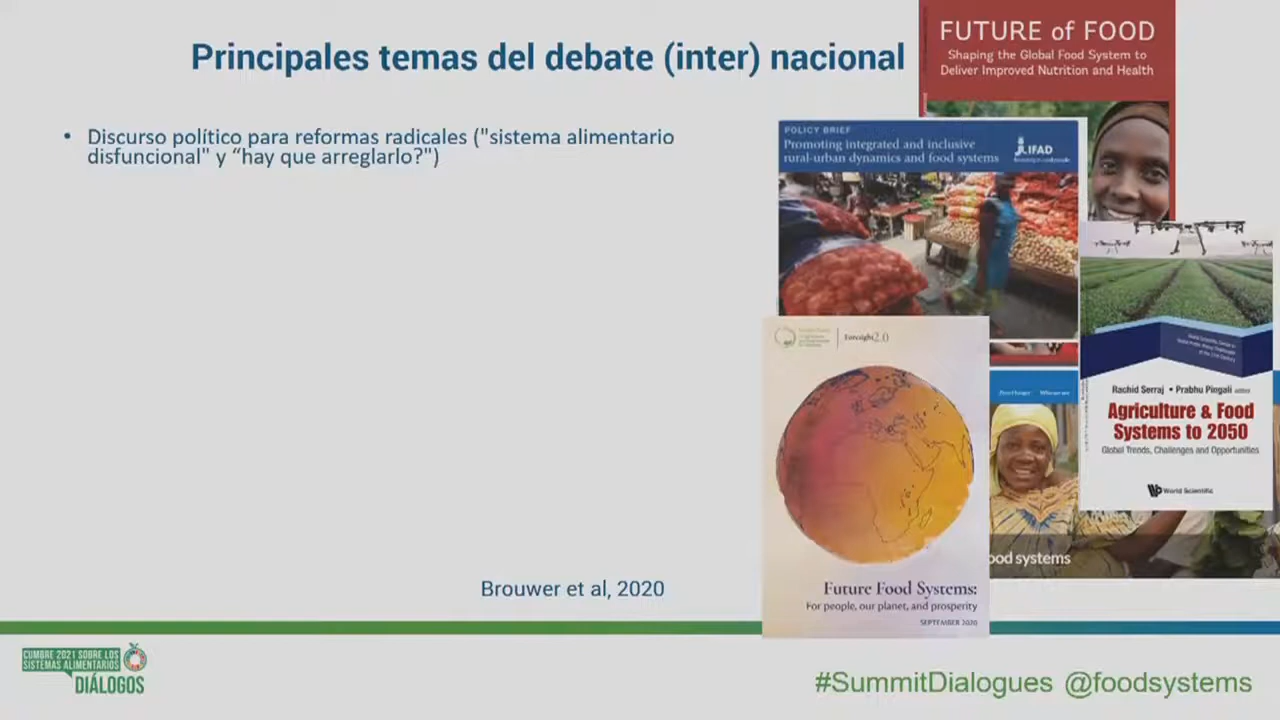 Principales temas del debate (inter) nacional
• Discurso político para reformas radicales ("sistema alimentario
disfuncional" y “hay que arreglarlo?")
Brouwer et al, 2020
FUTURE of FOOD
Shaping the Global Food System to
Deliver Improved Nutrition and Health
POLICY BRIEF
Promoting integrated and inclusive
rural-urban dynamics and food systems
IFAD
Rachid Serraj • Prabhu Pingali
Agriculture & Food
Systems to 2050
Global Trends, Challenges and Opportunities
World Scientific
Foresight2.0
Future Food Systems:
For people, our planet, and prosperity
SEPTEMBER 2020
ood systems
CUMBRE 2021 SOBRE LOS
SISTEMAS ALIMENTARIOS
DIÁLOGOS
#SummitDialogues @foodsystems